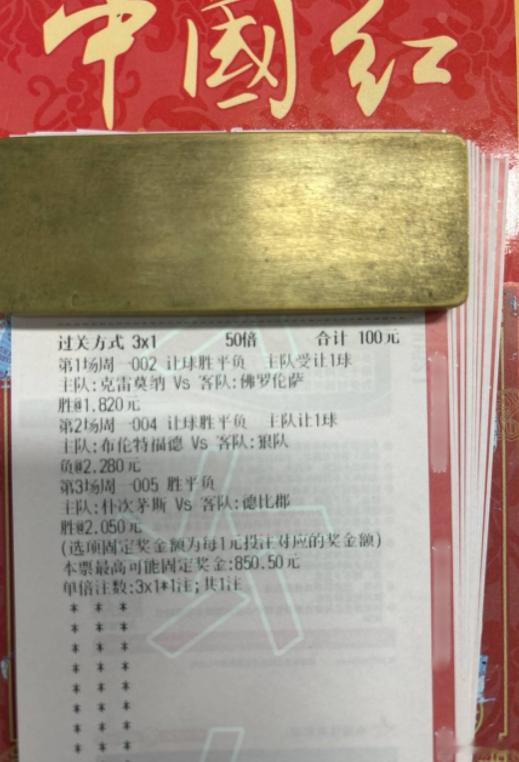 中國红
过关方式 3x1 50倍 合计 100元
第1场周一002 让球胜平负 主队受让1球
主队:克雷莫纳 Vs 客队:佛罗伦萨
胜@1.820元
第2场周一004 让球胜平负 主队让1球
主队:布伦特福德 Vs 客队:狼队
负@2.280元
第3场周一005 胜平负
主队:朴次茅斯 Vs 客队:德比郡
胜@2.050元
(选项固定奖金额为每1元投注对应的奖金额)
本票最高可能固定奖金:850.50元
单倍注数:3x1*1注;共1注
* * *
* * *
* * *
* * *
* * *
* * *
* * *
* * *